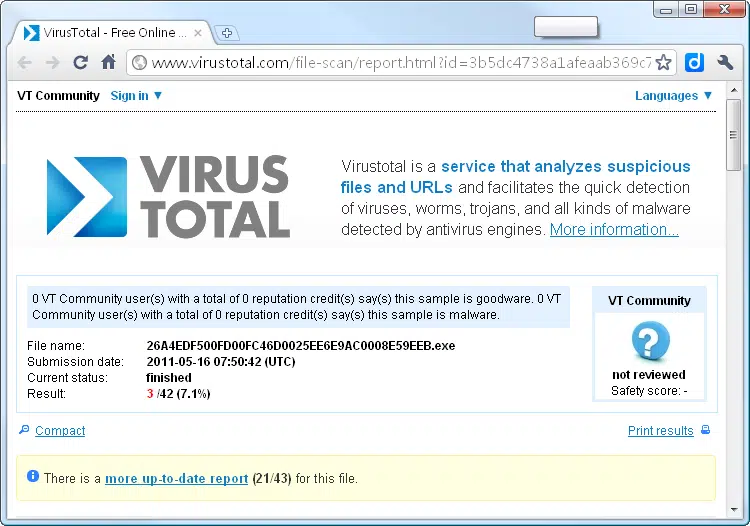 VirusTotal - Free Online ...
www.virustotal.com/file-scan/report.html?id=3b5dc4738a1afeaab369c7
VT Community Sign in ▼ Languages ▼
VIRUS
TOTAL
Virustotal is a service that analyzes suspicious
files and URLs and facilitates the quick detection
of viruses, worms, trojans, and all kinds of malware
detected by antivirus engines. More information...
0 VT Community user(s) with a total of 0 reputation credit(s) say(s) this sample is goodware. 0 VT
Community user(s) with a total of 0 reputation credit(s) say(s) this sample is malware.
VT Community
?
not reviewed
Safety score: -
File name: 26A4EDF500FD00FC46D0025EE6E9AC0008E59EEB.exe
Submission date: 2011-05-16 07:50:42 (UTC)
Current status: finished
Result: 3 /42 (7.1%)
Compact
Print results
There is a more up-to-date report (21/43) for this file.